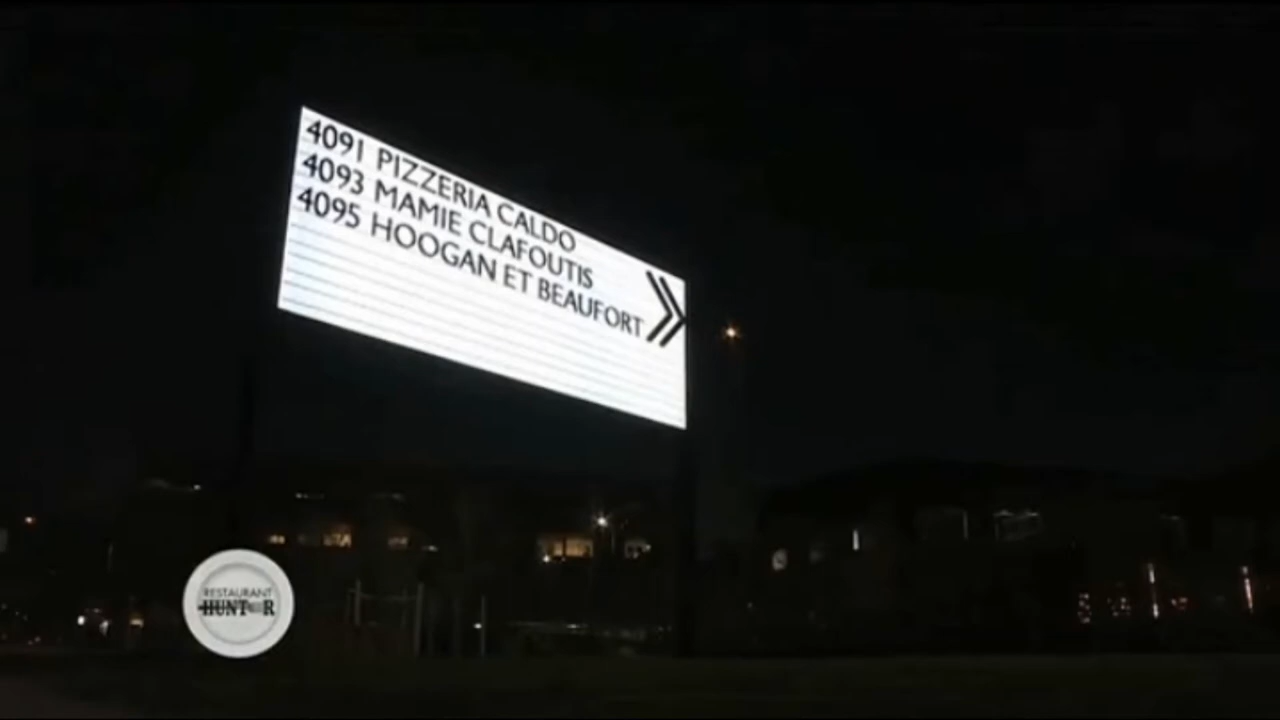 4091 PIZZERIA CALDO
4093 MAMIE CLAFOUTIS
4095 HOOGAN ET BEAUFORT
RESTAURANT
HUNTER